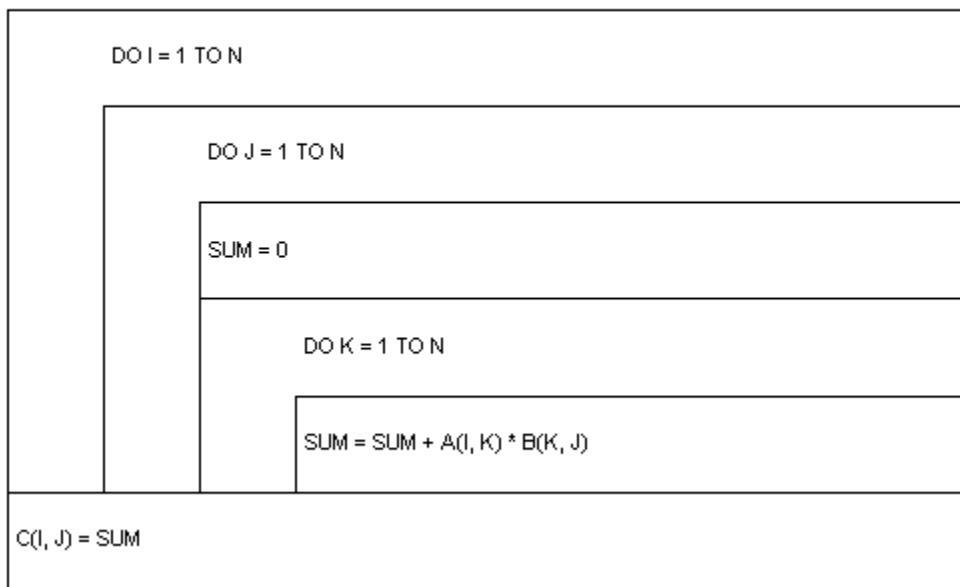 DO I = 1 TO N
DO J = 1 TO N
SUM = 0
DO K = 1 TO N
SUM = SUM + A(I, K) * B(K, J)
C(I, J) = SUM